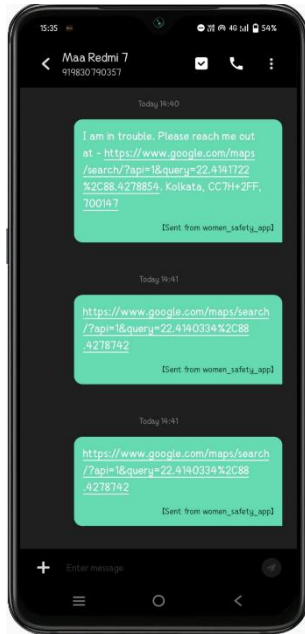 15:35
4G
54%
Maa Redmi 7
919830790357
Today 14:40
I am in trouble. Please reach me out
at - https://www.google.com/maps
/search/?api=1&query=22.4141722
%2C88.4278854. Kolkata, CC7H+2FF,
700147
[Sent from women_safety_app]
Today 14:41
https://www.google.com/maps/search
/?api=1&query=22.4140334%2C88
.4278742
[Sent from women_safety_app]
Today 14:41
https://www.google.com/maps/search
/?api=1&query=22.4140334%2C88
.4278742
[Sent from women_safety_app]
Enter message